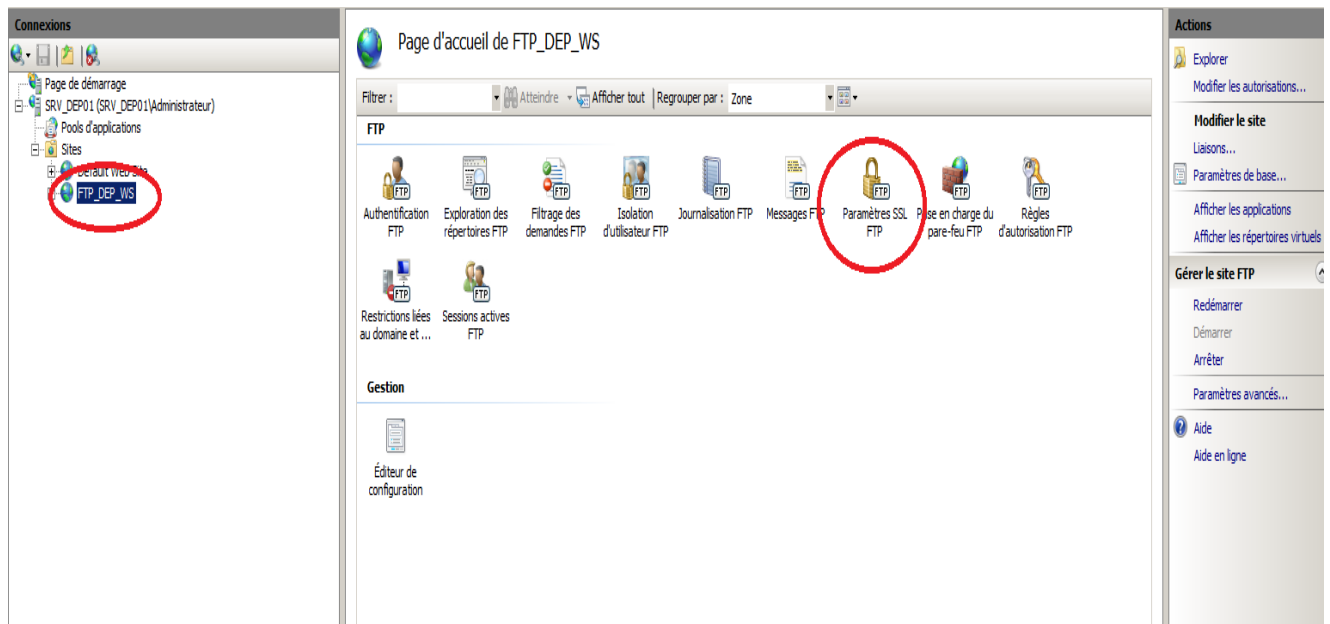 Connexions
Page de démarrage
SRV_DEP01 (SRV_DEP01\Administrateur)
Pools d'applications
Sites
Default Web Site
FTP_DEP_WS
Page d'accueil de FTP_DEP_WS
Filtrer :
Atteindre
Afficher tout
Regrouper par : Zone
FTP
FTP FTP FTP FTP FTP FTP FTP FTP FTP
Authentification Exploration des Filtrage des Isolation Journalisation FTP Messages FTP Paramètres SSL Prise en charge du Règles
FTP répertoires FTP demandes FTP d'utilisateur FTP FTP pare-feu FTP d'autorisation FTP
FTP FTP
Restrictions liées Sessions actives
au domaine et ... FTP
Gestion
Éditeur de
configuration
Actions
Explorer
Modifier les autorisations...
Modifier le site
Liaisons...
Paramètres de base...
Afficher les applications
Afficher les répertoires virtuels
Gérer le site FTP
Redémarrer
Démarrer
Arrêter
Paramètres avancés...
Aide
Aide en ligne